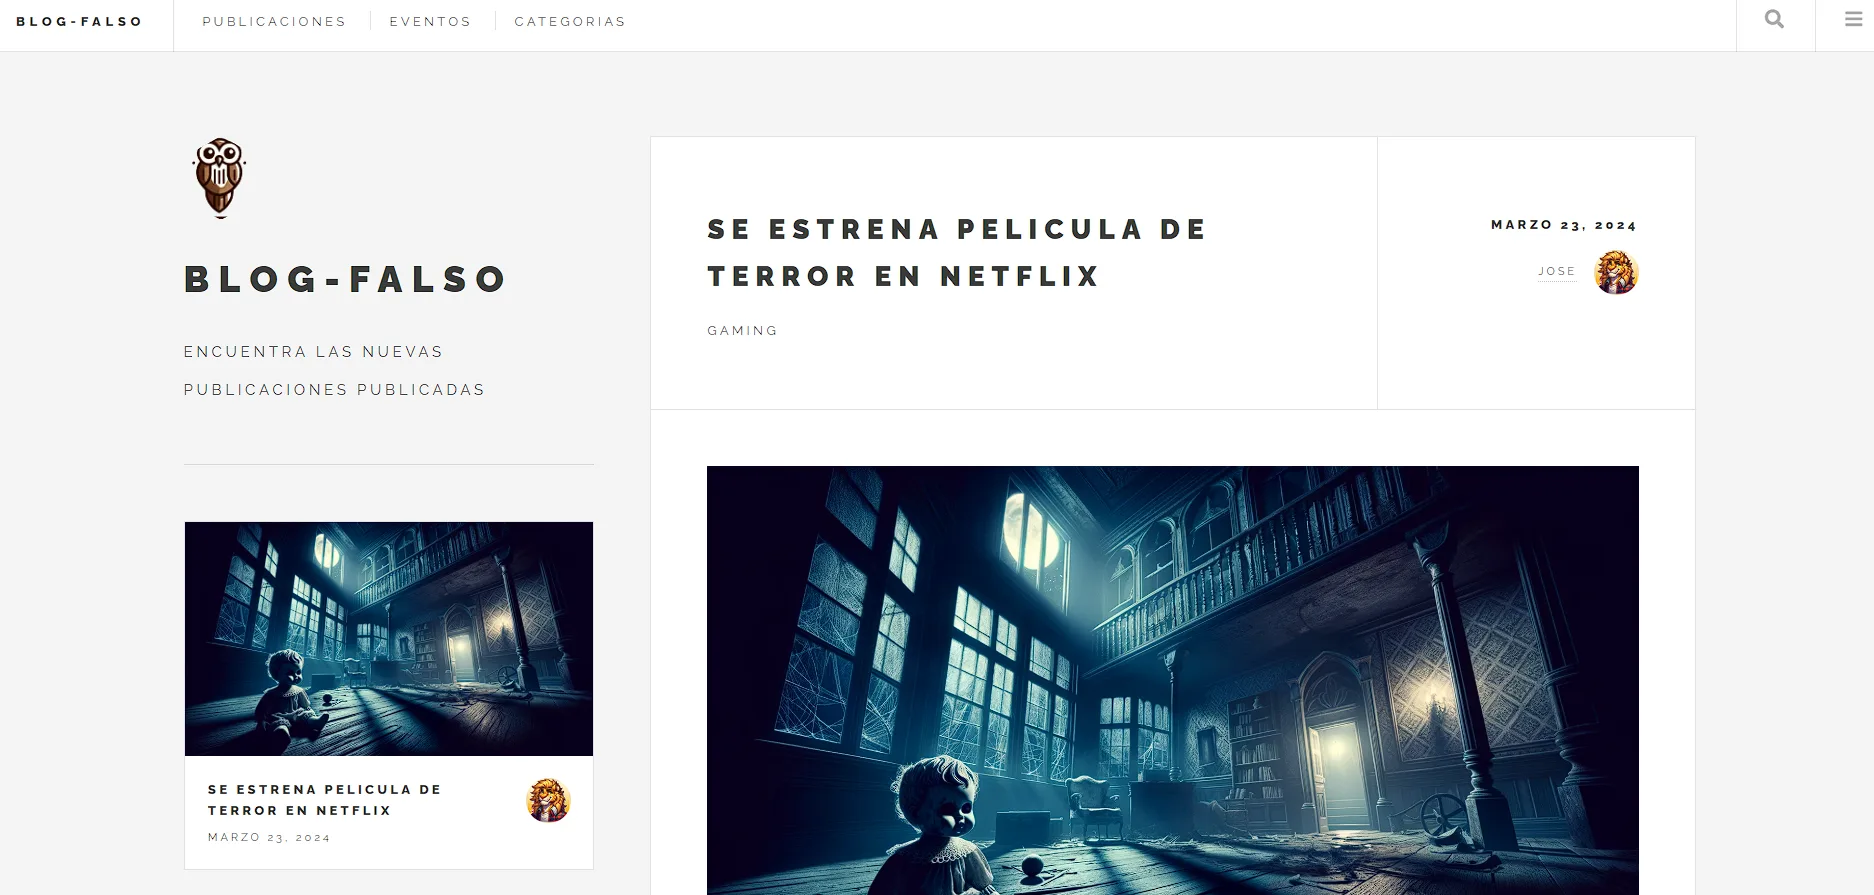 BLOG-FALSO
PUBLICACIONES
EVENTOS
CATEGORIAS
BLOG-FALSO
ENCUENTRA LAS NUEVAS
PUBLICACIONES PUBLICADAS
SE ESTRENA PELICULA DE
TERROR EN NETFLIX
MARZO 23, 2024
SE ESTRENA PELICULA DE
TERROR EN NETFLIX
GAMING
MARZO 23, 2024
JOSE